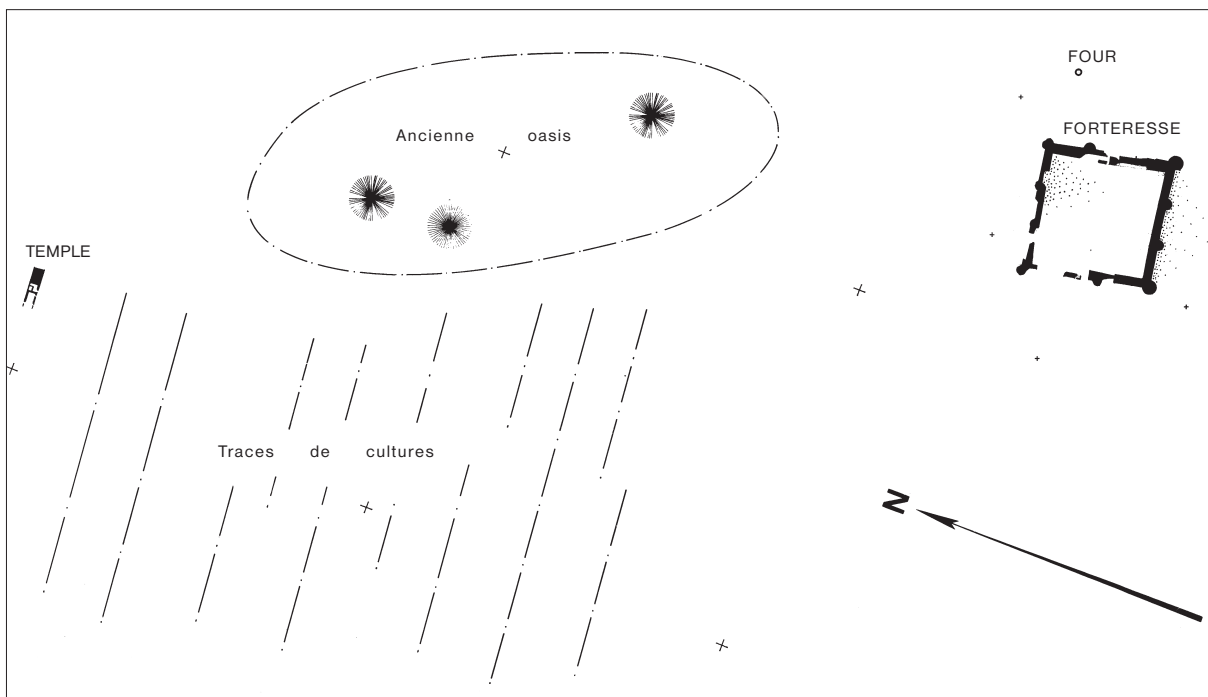 FOUR
FORTERESSE
Ancienne oasis
TEMPLE
Traces de cultures
N